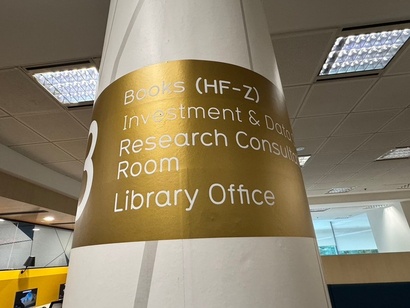 3
Books (HF-Z)
Investment & Data
Research Consulta
Room
Library Office